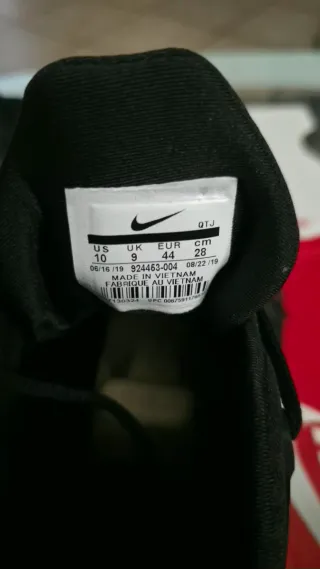 QTJ
US UK EUR cm
10 9 44 28
06/16/19 924453-004 08/22/19
MADE IN VIETNAM
FABRIQUE AU VIETNAM